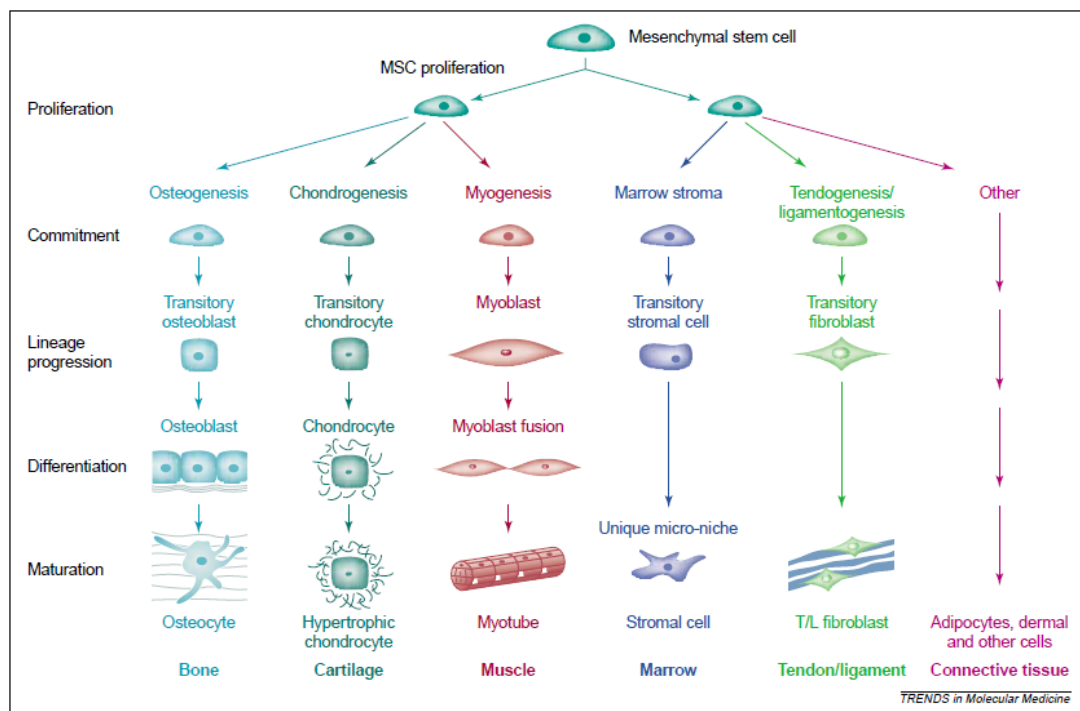 Mesenchymal stem cell
MSC proliferation
Proliferation
Osteogenesis
Chondrogenesis
Myogenesis
Marrow stroma
Tendogenesis/
ligamentogenesis
Other
Commitment
Transitory
osteoblast
Transitory
chondrocyte
Myoblast
Transitory
stromal cell
Transitory
fibroblast
Lineage
progression
Osteoblast
Chondrocyte
Myoblast fusion
Differentiation
Unique micro-niche
Maturation
Osteocyte
Hypertrophic
chondrocyte
Myotube
Stromal cell
T/L fibroblast
Adipocytes, dermal
and other cells
Bone
Cartilage
Muscle
Marrow
Tendon/ligament
Connective tissue
TRENDS in Molecular Medicine